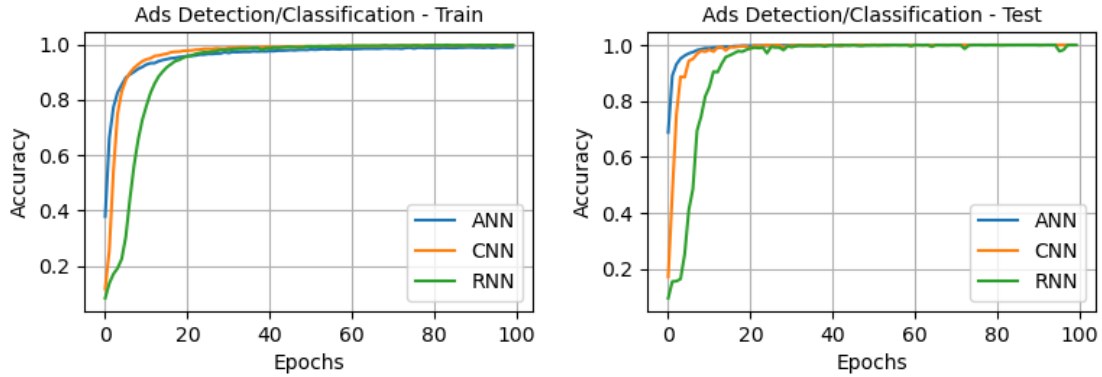 Ads Detection/Classification - Train
1.0
0.8
0.6
0.4
0.2
Accuracy
ANN
CNN
RNN
0 20 40 60 80 100
Epochs
Ads Detection/Classification - Test
1.0
0.8
0.6
0.4
0.2
Accuracy
ANN
CNN
RNN
0 20 40 60 80 100
Epochs